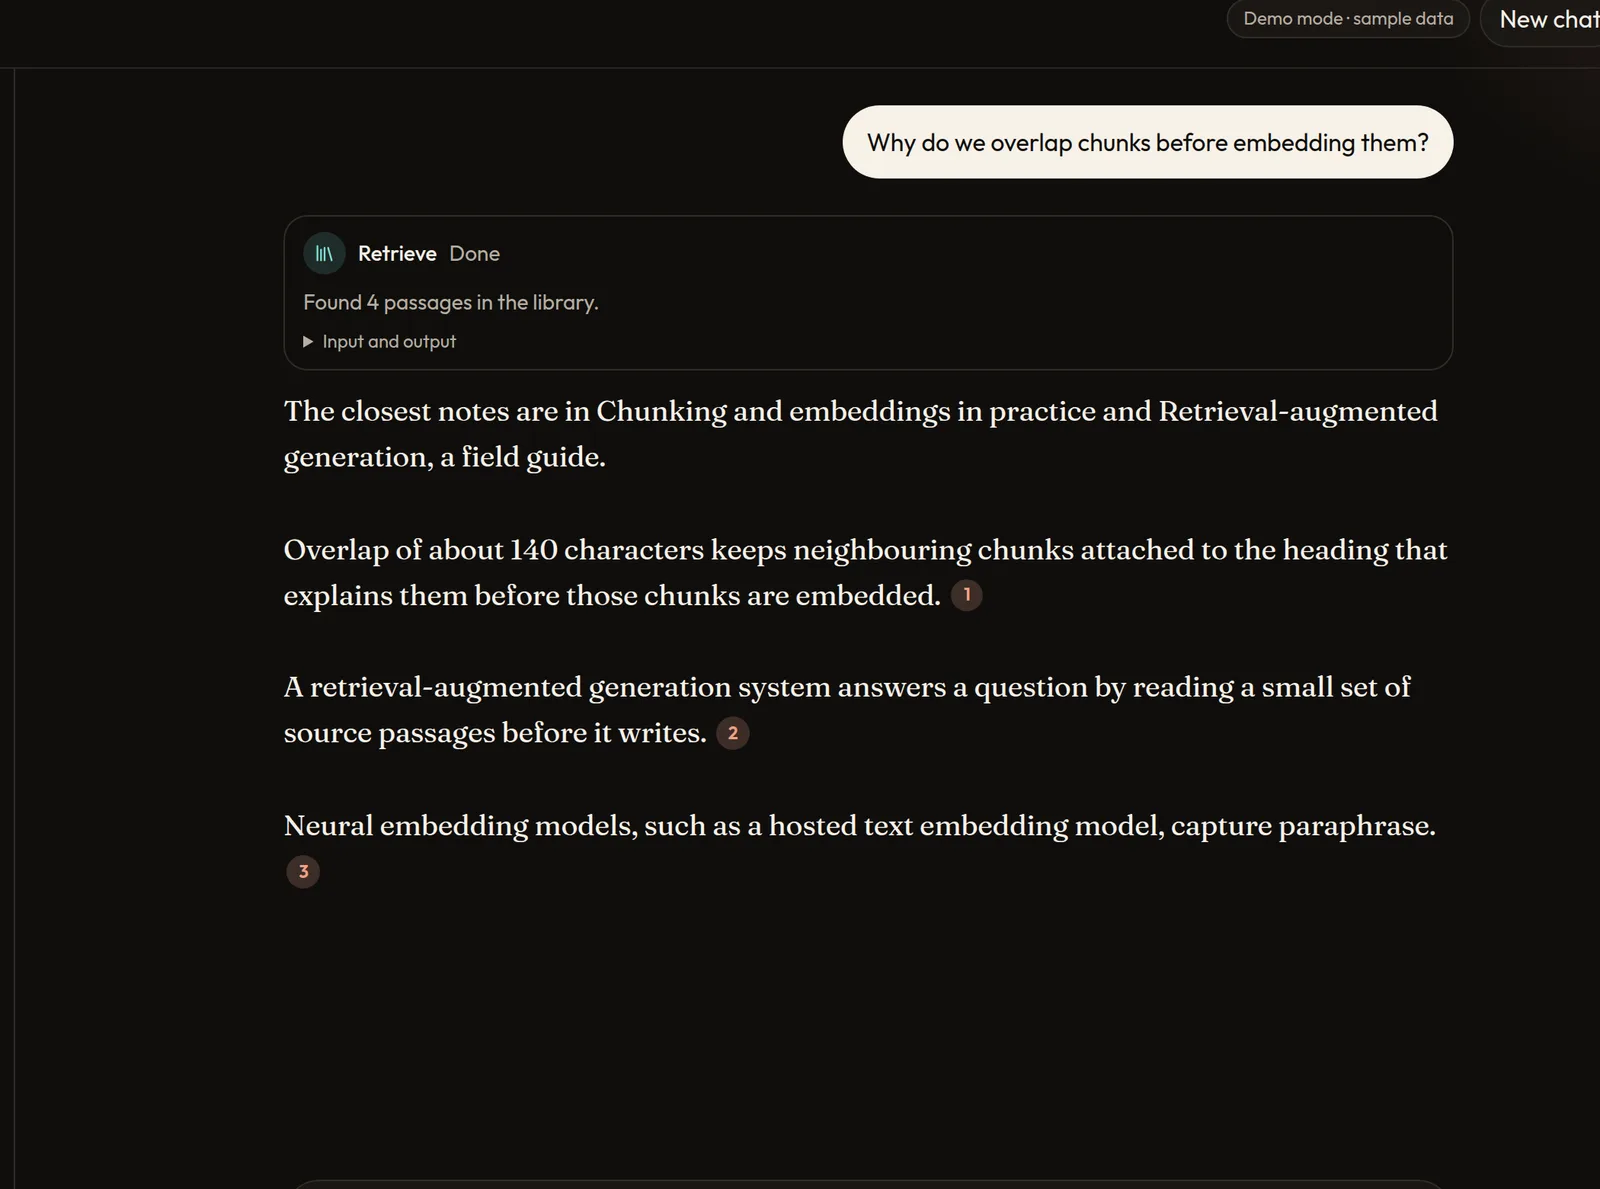 Demo mode · sample data
New chat
Why do we overlap chunks before embedding them?
Retrieve Done
Found 4 passages in the library.
Input and output
The closest notes are in Chunking and embeddings in practice and Retrieval-augmented
generation, a field guide.
Overlap of about 140 characters keeps neighbouring chunks attached to the heading that
explains them before those chunks are embedded. 1
A retrieval-augmented generation system answers a question by reading a small set of
source passages before it writes. 2
Neural embedding models, such as a hosted text embedding model, capture paraphrase.
3